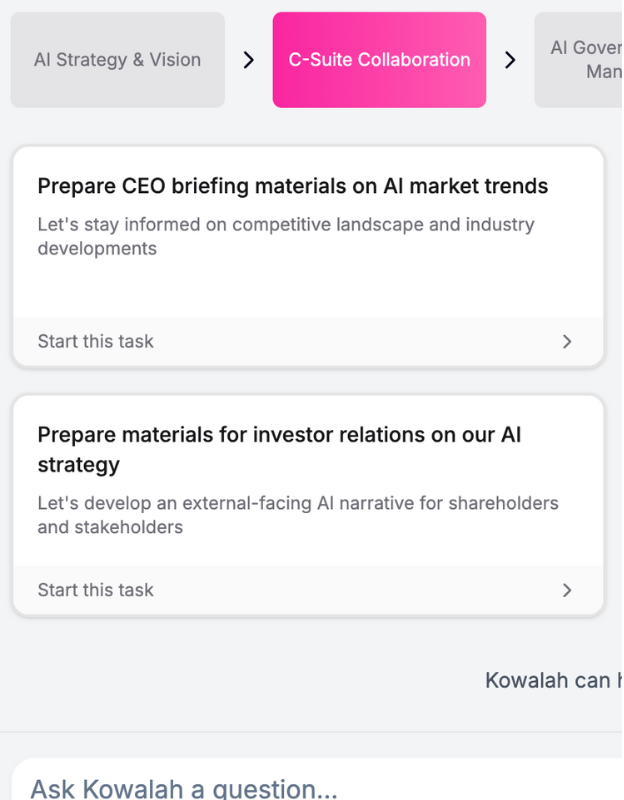 AI Strategy & Vision
C-Suite Collaboration
AI Gover
Man
Prepare CEO briefing materials on AI market trends
Let's stay informed on competitive landscape and industry
developments
Start this task
Prepare materials for investor relations on our AI
strategy
Let's develop an external-facing AI narrative for shareholders
and stakeholders
Start this task
Kowalah can h
Ask Kowalah a question...